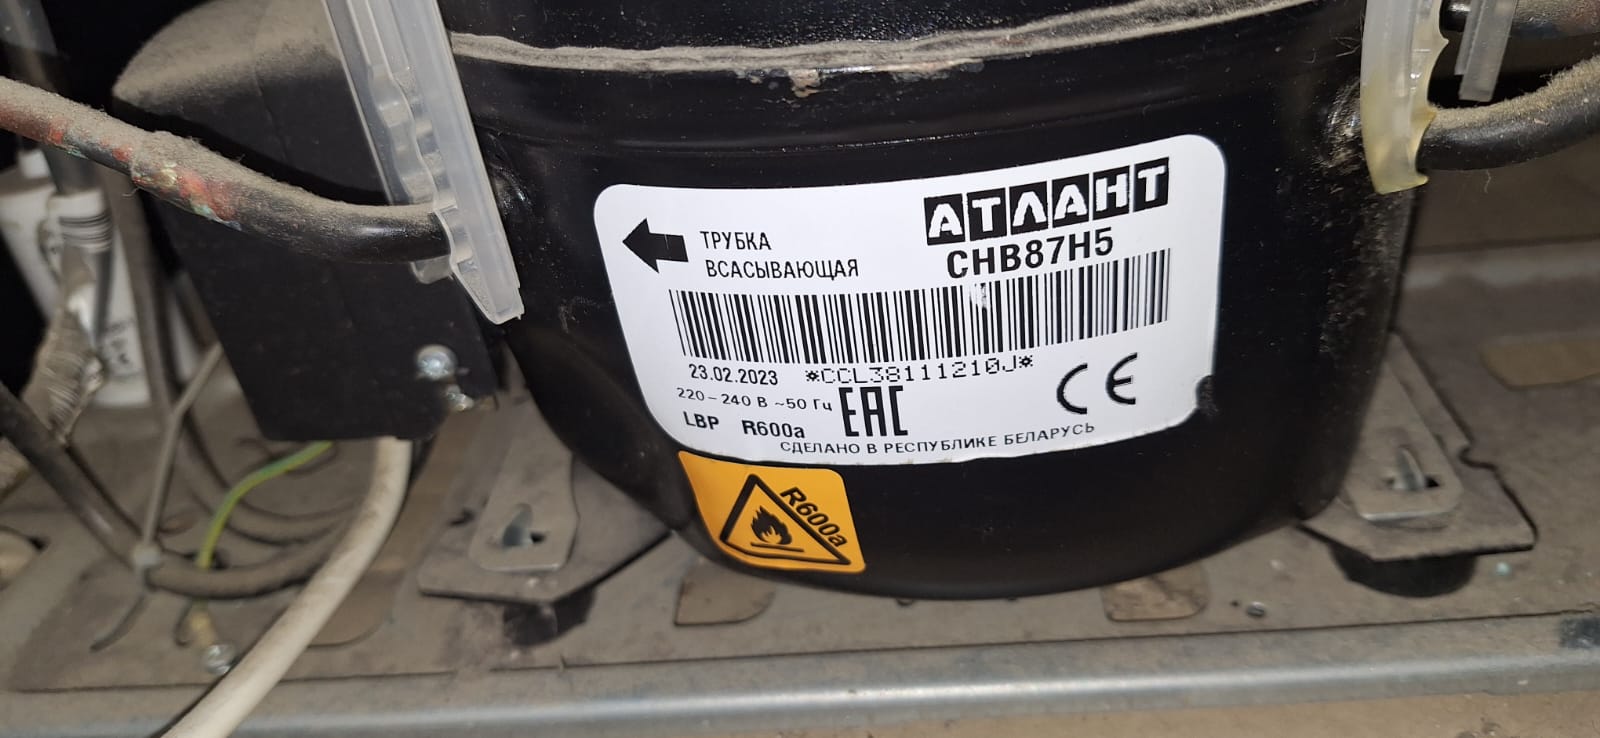 АТЛАНТ
CHB87H5
ТРУБКА
ВСАСЫВАЮЩАЯ
23.02.2023 *CCL38111210J*
220-240 В ~50 Гц EAC CE
LBP R600a
СДЕЛАНО В РЕСПУБЛИКЕ БЕЛАРУСЬ
R600a